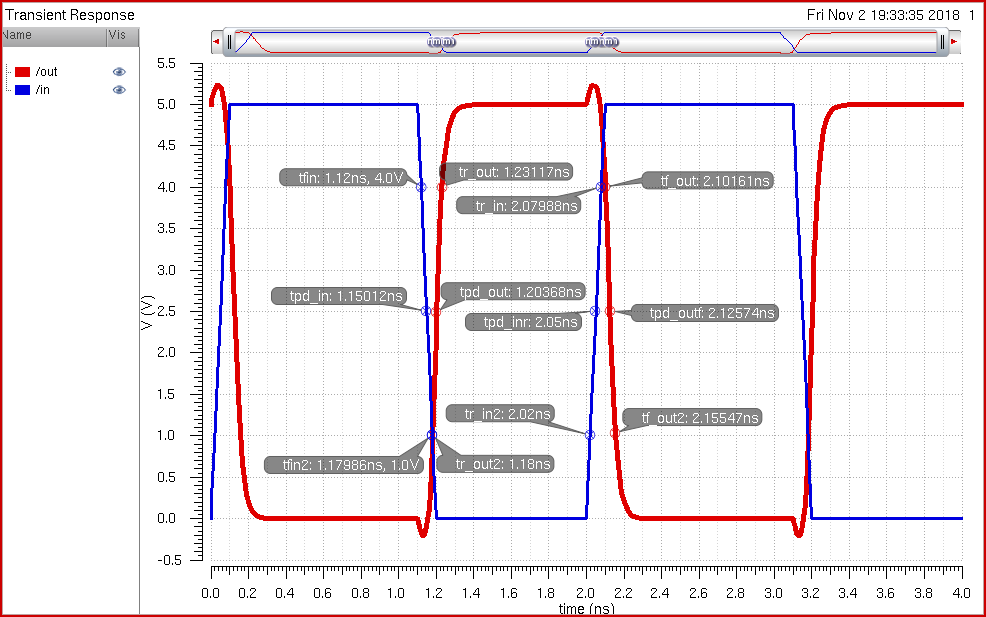 Transient Response
Fri Nov 2 19:33:35 2018 1
Name Vis
/out
/in
5.5
5.0
4.5
4.0
3.5
3.0
2.5
2.0
1.5
1.0
0.5
0.0
-0.5
V (V)
tfin: 1.12ns, 4.0V
tr_out: 1.23117ns
tr_in: 2.07988ns
tf_out: 2.10161ns
tpd_in: 1.15012ns
tpd_out: 1.20368ns
tpd_inr: 2.05ns
tpd_outf: 2.12574ns
tr_in2: 2.02ns
tf_out2: 2.15547ns
tfin2: 1.17986ns, 1.0V
tr_out2: 1.18ns
0.0 0.2 0.4 0.6 0.8 1.0 1.2 1.4 1.6 1.8 2.0 2.2 2.4 2.6 2.8 3.0 3.2 3.4 3.6 3.8 4.0
time (ns)